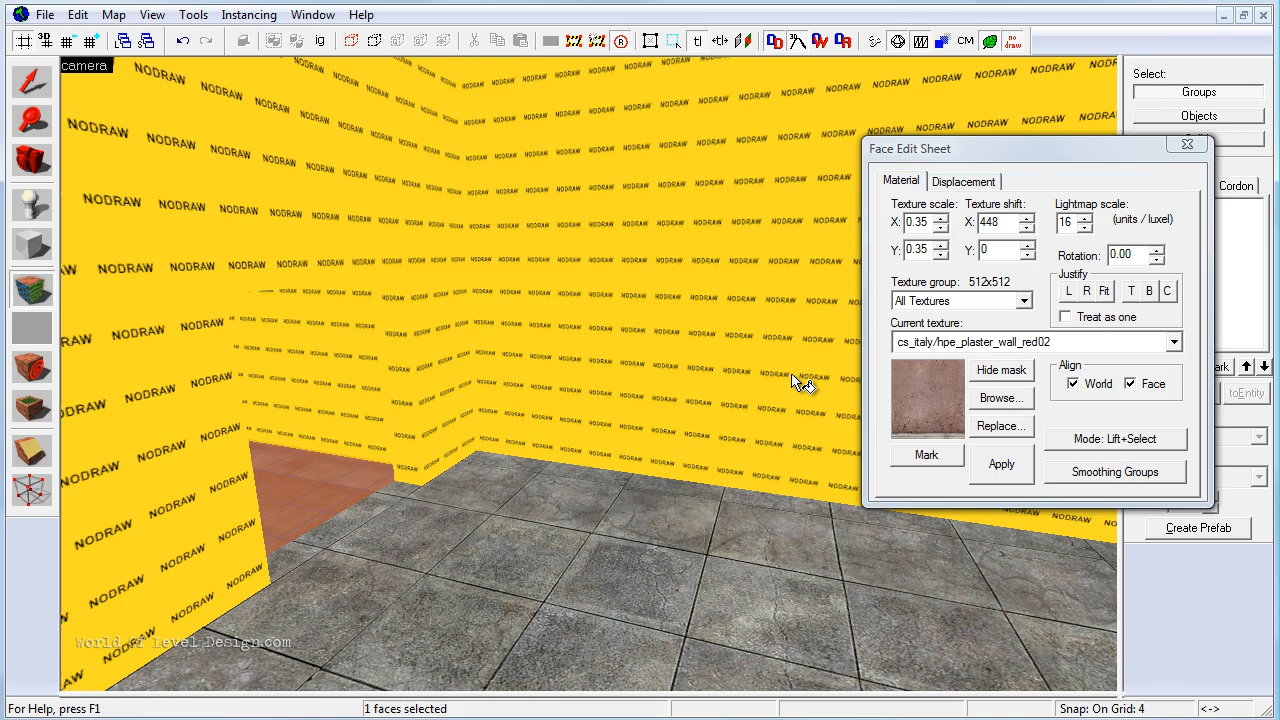 File Edit Map View Tools Instancing Window Help
camera
Select:
Groups
Objects
Cordon
Face Edit Sheet
Material Displacement
Texture scale: Texture shift: Lightmap scale:
X: 0.35 X: 448 16 (units / luxel)
Y: 0.35 Y: 0 Rotation: 0.00
Texture group: 512x512 Justify
All Textures L R Fit T B C
Treat as one
Current texture:
cs_italy/hpe_plaster_wall_red02
Hide mask Align
World Face
Browse...
Replace...
Mode: Lift+Select
Mark Apply
Smoothing Groups
toEntity
Create Prefab
NODRAW
World of Level Design.com
For Help, press F1 1 faces selected Snap: On Grid: 4 <->